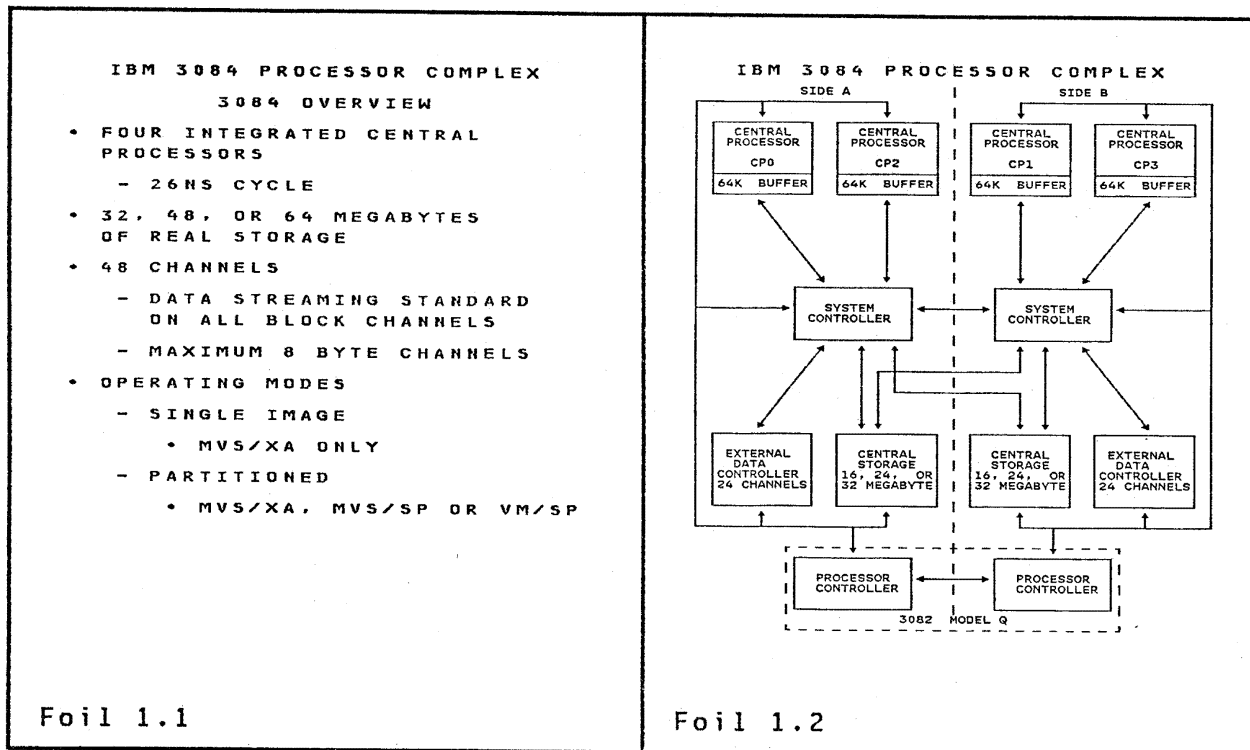 IBM 3084 PROCESSOR COMPLEX
3084 OVERVIEW
• FOUR INTEGRATED CENTRAL
PROCESSORS
- 26NS CYCLE
• 32, 48, OR 64 MEGABYTES
OF REAL STORAGE
• 48 CHANNELS
- DATA STREAMING STANDARD
ON ALL BLOCK CHANNELS
- MAXIMUM 8 BYTE CHANNELS
• OPERATING MODES
- SINGLE IMAGE
• MVS/XA ONLY
- PARTITIONED
• MVS/XA, MVS/SP OR VM/SP
Foil 1.1
IBM 3084 PROCESSOR COMPLEX
SIDE A
SIDE B
CENTRAL
PROCESSOR
CP0
64K BUFFER
CENTRAL
PROCESSOR
CP2
64K BUFFER
CENTRAL
PROCESSOR
CP1
64K BUFFER
CENTRAL
PROCESSOR
CP3
64K BUFFER
SYSTEM
CONTROLLER
SYSTEM
CONTROLLER
EXTERNAL
DATA
CONTROLLER
24 CHANNELS
CENTRAL
STORAGE
16, 24, OR
32 MEGABYTE
CENTRAL
STORAGE
16, 24, OR
32 MEGABYTE
EXTERNAL
DATA
CONTROLLER
24 CHANNELS
PROCESSOR
CONTROLLER
PROCESSOR
CONTROLLER
3082 MODEL Q
Foil 1.2